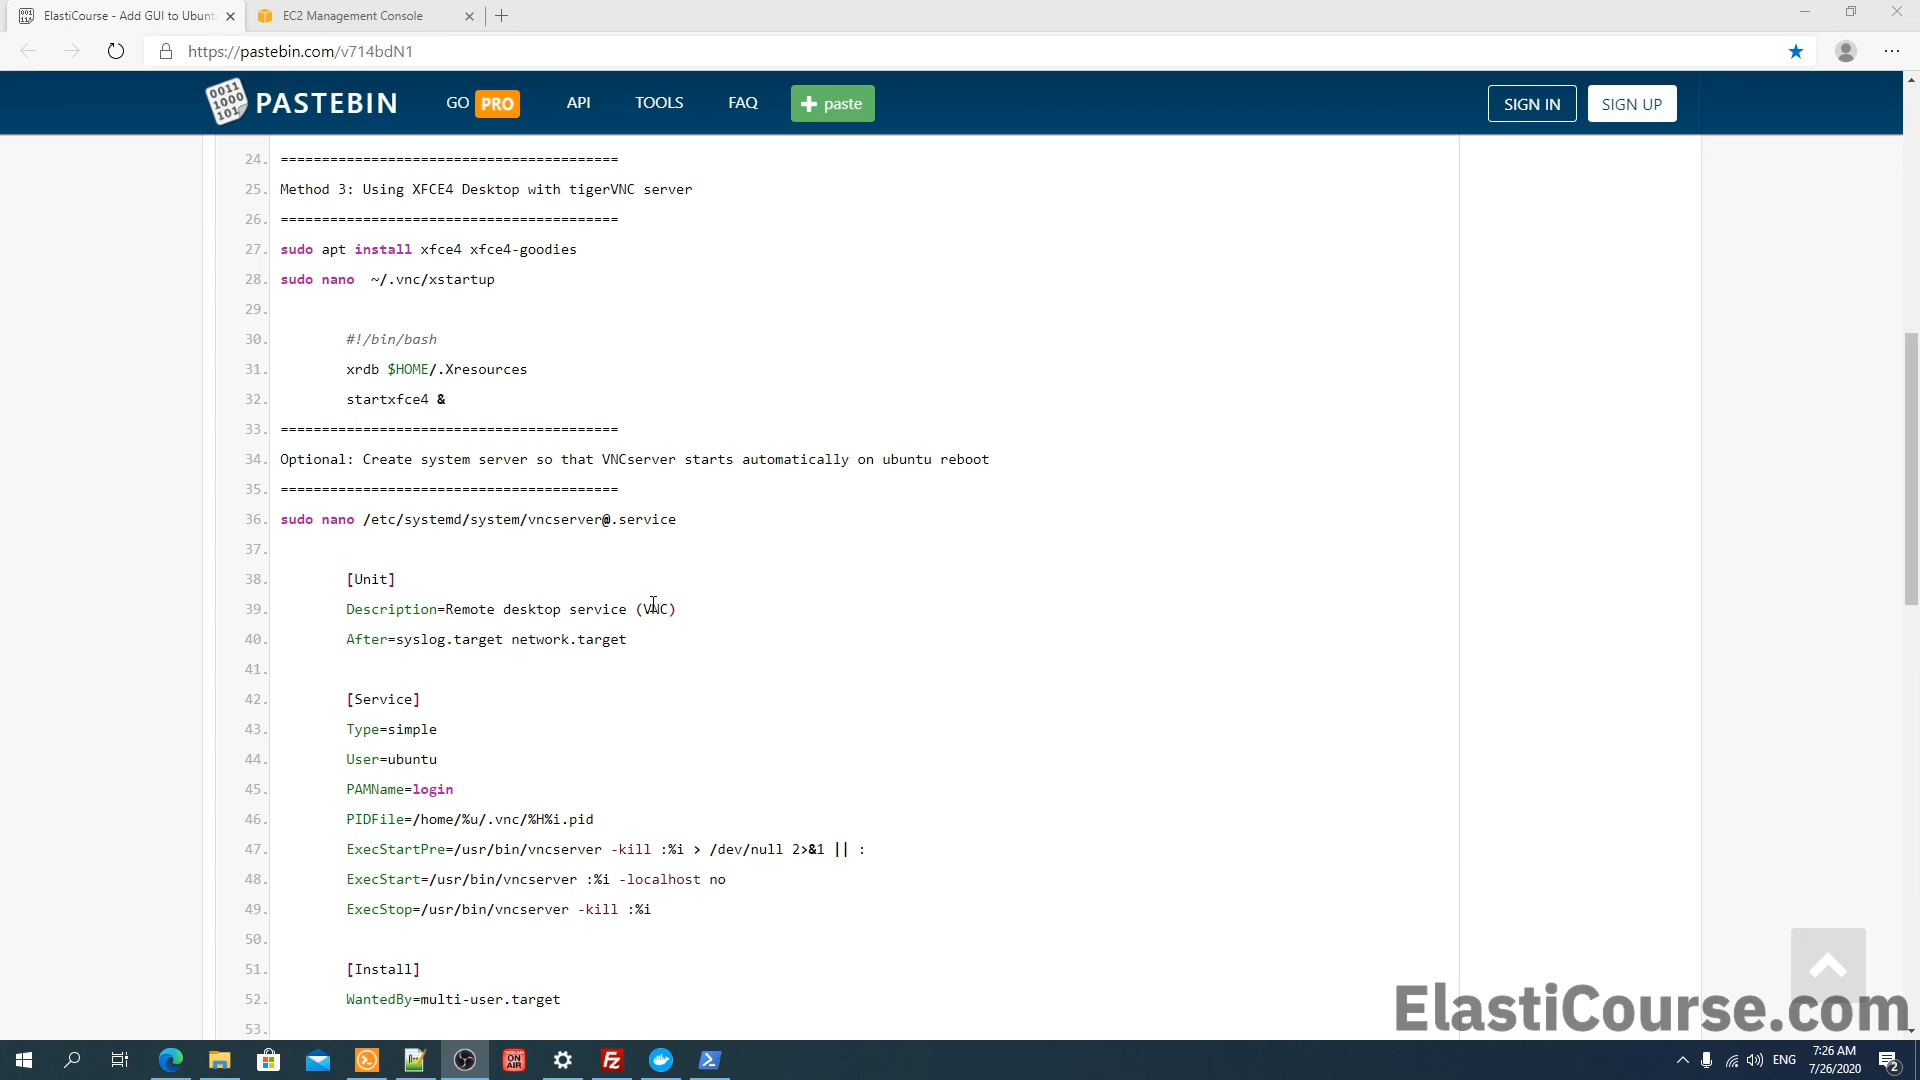 ElastiCourse - Add GUI to Ubunt
EC2 Management Console
https://pastebin.com/v714bdN1
0011 1000 101
PASTEBIN
GO PRO
API
TOOLS
FAQ
+ paste
SIGN IN
SIGN UP
24. =========================================
25. Method 3: Using XFCE4 Desktop with tigerVNC server
26. =========================================
27. sudo apt install xfce4 xfce4-goodies
28. sudo nano  ~/.vnc/xstartup
29.
30.         #!/bin/bash
31.         xrdb $HOME/.Xresources
32.         startxfce4 &
33. =========================================
34. Optional: Create system server so that VNCserver starts automatically on ubuntu reboot
35. =========================================
36. sudo nano /etc/systemd/system/vncserver@.service
37.
38.         [Unit]
39.         Description=Remote desktop service (VNC)
40.         After=syslog.target network.target
41.
42.         [Service]
43.         Type=simple
44.         User=ubuntu
45.         PAMName=login
46.         PIDFile=/home/%u/.vnc/%H%i.pid
47.         ExecStartPre=/usr/bin/vncserver -kill :%i > /dev/null 2>&1 || :
48.         ExecStart=/usr/bin/vncserver :%i -localhost no
49.         ExecStop=/usr/bin/vncserver -kill :%i
50.
51.         [Install]
52.         WantedBy=multi-user.target
53.
ElastiCourse.com
ON AIR
Fz
ENG
7:26 AM
7/26/2020
2